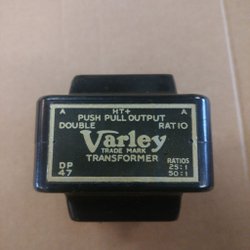 A HT+ A
PUSH PULL OUTPUT
DOUBLE RATIO
Varley
TRADE MARK
TRANSFORMER
DP RATIOS
47 25:1
50:1